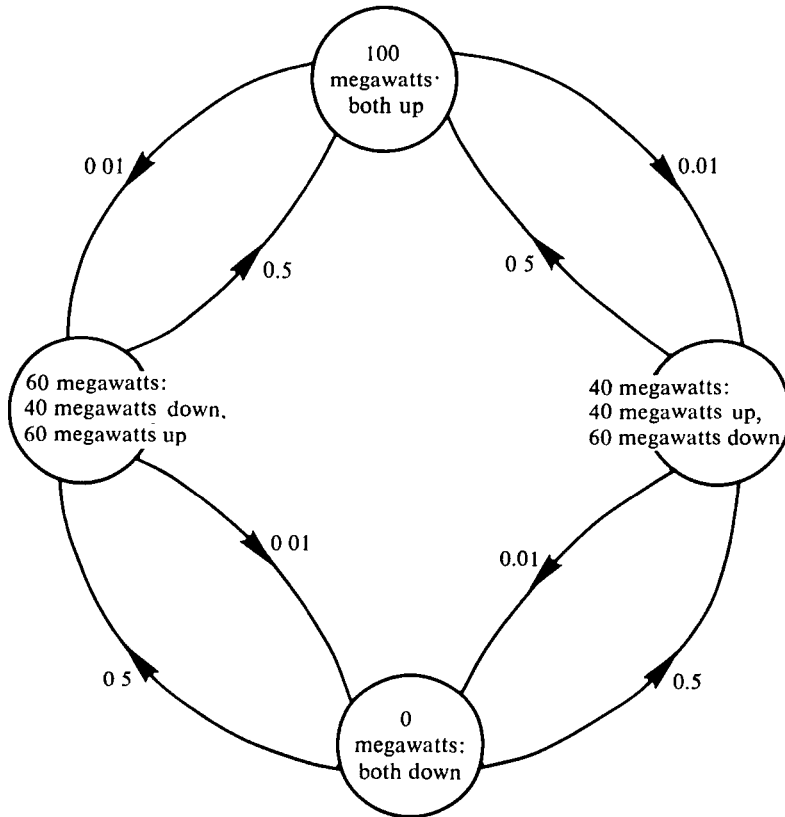 100
megawatts·
both up
0 01
0.01
0.5
0 5
60 megawatts:
40 megawatts down,
60 megawatts up
40 megawatts:
40 megawatts up,
60 megawatts down
0 01
0.01
0 5
0.5
0
megawatts:
both down